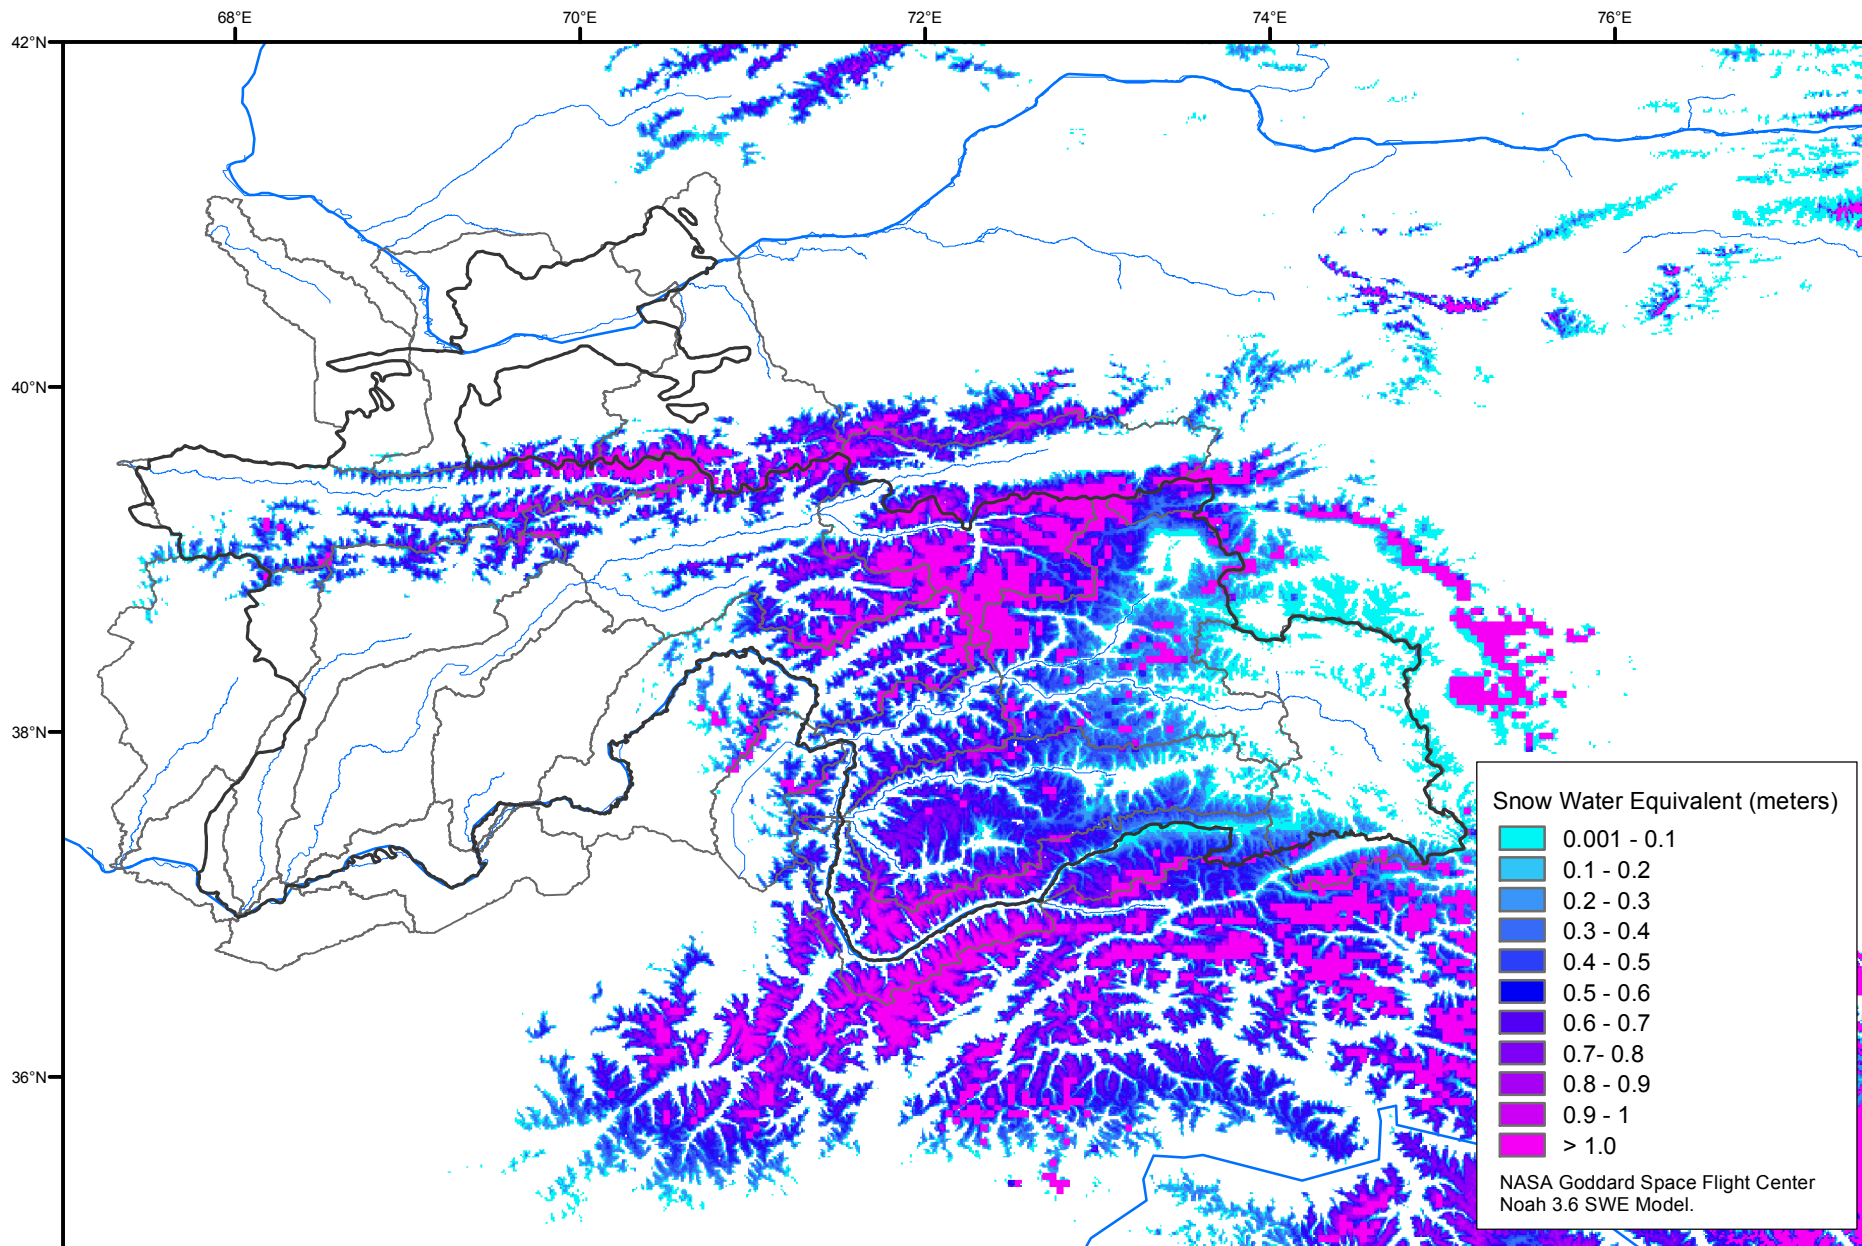 68°E
70°E
72°E
74°E
76°E
42°N
40°N
38°N
36°N
Snow Water Equivalent (meters)
0.001 - 0.1
0.1 - 0.2
0.2 - 0.3
0.3 - 0.4
0.4 - 0.5
0.5 - 0.6
0.6 - 0.7
0.7- 0.8
0.8 - 0.9
0.9 - 1
> 1.0
NASA Goddard Space Flight Center
Noah 3.6 SWE Model.